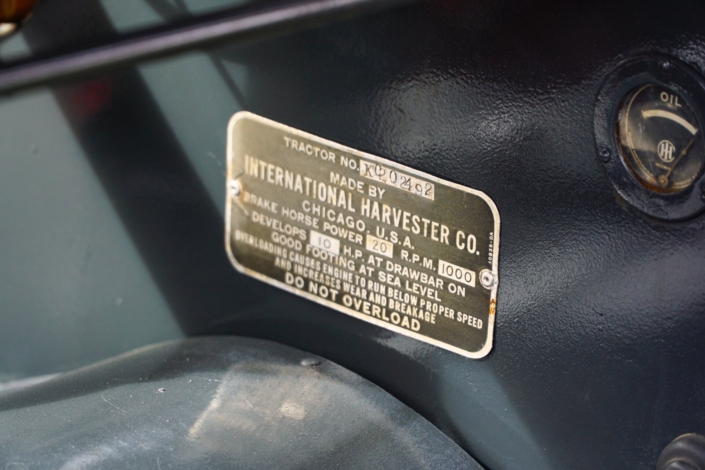 TRACTOR NO. KC202492
MADE BY
INTERNATIONAL HARVESTER CO.
CHICAGO, U.S.A.
BRAKE HORSE POWER 20 R.P.M. 1000
DEVELOPS 10 H.P. AT DRAWBAR ON
GOOD FOOTING AT SEA LEVEL
OVERLOADING CAUSES ENGINE TO RUN BELOW PROPER SPEED
AND INCREASES WEAR AND BREAKAGE
DO NOT OVERLOAD
OIL
IHC